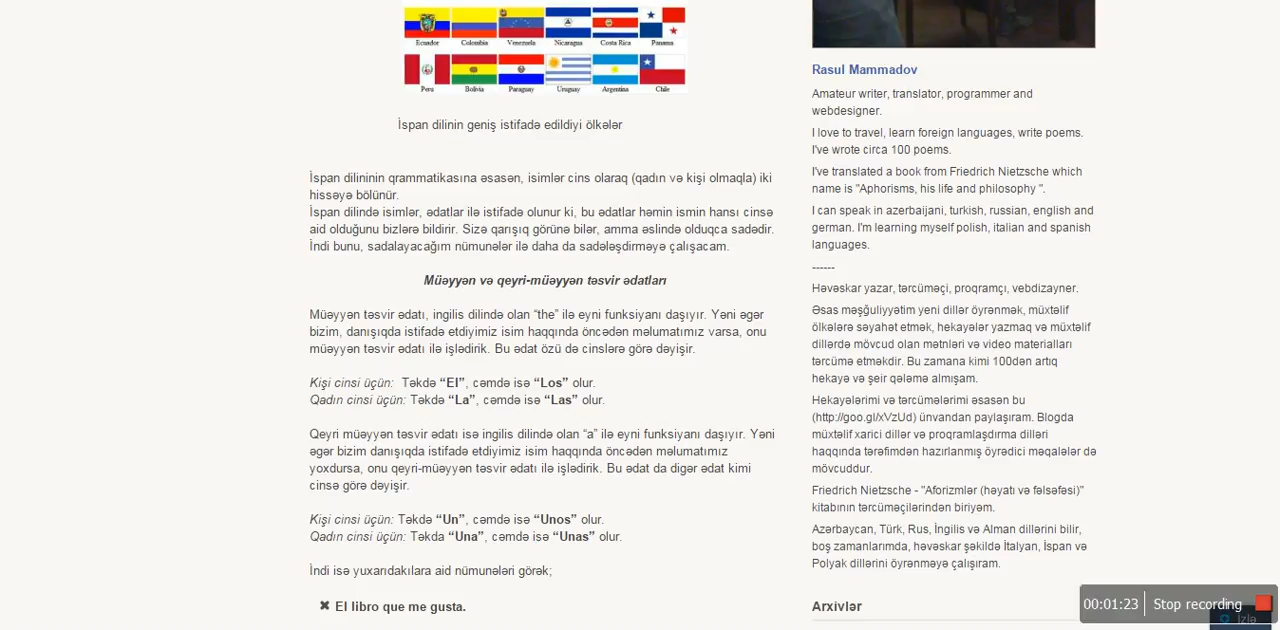 Ecuador Colombia Venezuela Nicaragua Costa Rica Panama
Peru Bolivia Paraguay Uruguay Argentina Chile
İspan dilinin geniş istifadə edildiyi ölkələr
İspan dilininin qrammatikasına əsasən, isimlər cins olaraq (qadın və kişi olmaqla) iki
hissəyə bölünür.
İspan dilində isimlər, ədatlar ilə istifadə olunur ki, bu ədatlar həmin ismin hansı cinsə
aid olduğunu bizlərə bildirir. Sizə qarışıq görünə bilər, amma əslində olduqca sadədir.
İndi bunu, sadalayacağım nümunələr ilə daha da sadələşdirməyə çalışacam.
Müəyyən və qeyri-müəyyən təsvir ədatları
Müəyyən təsvir ədatı, ingilis dilində olan “the” ilə eyni funksiyanı daşıyır. Yəni əgər
bizim, danışıqda istifadə etdiyimiz isim haqqında öncədən məlumatımız varsa, onu
müəyyən təsvir ədatı ilə işlədirik. Bu ədat özü də cinslərə görə dəyişir.
Kişi cinsi üçün: Təkdə “El”, cəmdə isə “Los” olur.
Qadın cinsi üçün: Təkdə “La”, cəmdə isə “Las” olur.
Qeyri müəyyən təsvir ədatı isə ingilis dilində olan “a” ilə eyni funksiyanı daşıyır. Yəni
əgər bizim danışıqda istifadə etdiyimiz isim haqqında öncədən məlumatımız
yoxdursa, onu qeyri-müəyyən təsvir ədatı ilə işlədirik. Bu ədat da digər ədat kimi
cinsə görə dəyişir.
Kişi cinsi üçün: Təkdə “Un”, cəmdə isə “Unos” olur.
Qadın cinsi üçün: Təkda “Una”, cəmdə isə “Unas” olur.
İndi isə yuxarıdakılara aid nümunələri görək;
✖ El libro que me gusta.
Rasul Mammadov
Amateur writer, translator, programmer and
webdesigner.
I love to travel, learn foreign languages, write poems.
I've wrote circa 100 poems.
I've translated a book from Friedrich Nietzsche which
name is "Aphorisms, his life and philosophy ".
I can speak in azerbaijani, turkish, russian, english and
german. I'm learning myself polish, italian and spanish
languages.
------
Həvəskar yazar, tərcüməçi, proqramçı, vebdizayner.
Əsas məşğuliyyətim yeni dillər öyrənmək, müxtəlif
ölkələrə səyahət etmək, hekayələr yazmaq və müxtəlif
dillərdə mövcud olan mətnləri və video materialları
tərcümə etməkdir. Bu zamana kimi 100dən artıq
hekayə və şeir qələmə almışam.
Hekayələrimi və tərcümələrimi əsasən bu
(http://goo.gl/xVzUd) ünvandan paylaşıram. Blogda
müxtəlif xarici dillər və proqramlaşdırma dilləri
haqqında tərəfimdən hazırlanmış öyrədici məqalələr də
mövcuddur.
Friedrich Nietzsche - "Aforizmlər (həyatı və fəlsəfəsi)"
kitabının tərcüməçilərindən biriyəm.
Azərbaycan, Türk, Rus, İngilis və Alman dillərini bilir,
boş zamanlarımda, həvəskar şəkildə İtalyan, İspan və
Polyak dillərini öyrənməyə çalışıram.
Arxivlər
00:01:23 Stop recording
İzlə